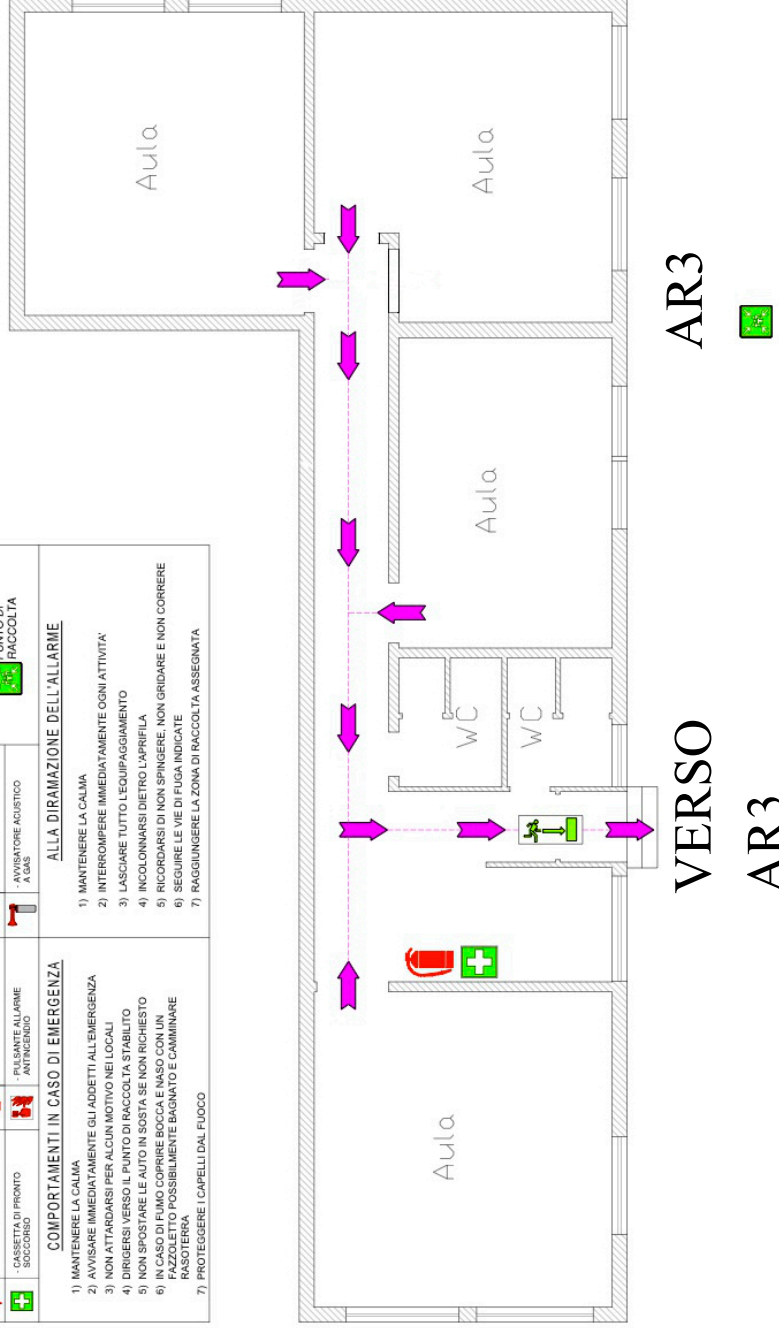 - CASSETTA DI PRONTO
SOCCORSO
- PULSANTE ALLARME
ANTINCENDIO
- AVVISATORE ACUSTICO
A GAS
PUNTO DI
RACCOLTA
COMPORTAMENTI IN CASO DI EMERGENZA
1) MANTENERE LA CALMA
2) AVVISARE IMMEDIATAMENTE GLI ADDETTI ALL'EMERGENZA
3) NON ATTARDARSI PER ALCUN MOTIVO NEI LOCALI
4) DIRIGERSI VERSO IL PUNTO DI RACCOLTA STABILITO
5) NON SPOSTARE LE AUTO IN SOSTA SE NON RICHIESTO
6) IN CASO DI FUMO COPRIRE BOCCA E NASO CON UN
FAZZOLETTO POSSIBILMENTE BAGNATO E CAMMINARE
RASOTERRA
7) PROTEGGERE I CAPELLI DAL FUOCO
ALLA DIRAMAZIONE DELL'ALLARME
1) MANTENERE LA CALMA
2) INTERROMPERE IMMEDIATAMENTE OGNI ATTIVITA'
3) LASCIARE TUTTO L'EQUIPAGGIAMENTO
4) INCOLONNARSI DIETRO L'APRIFILA
5) RICORDARSI DI NON SPINGERE, NON GRIDARE E NON CORRERE
6) SEGUIRE LE VIE DI FUGA INDICATE
7) RAGGIUNGERE LA ZONA DI RACCOLTA ASSEGNATA
Aula
Aula
WC
WC
Aula
Aula
Aula
VERSO
AR3
AR3